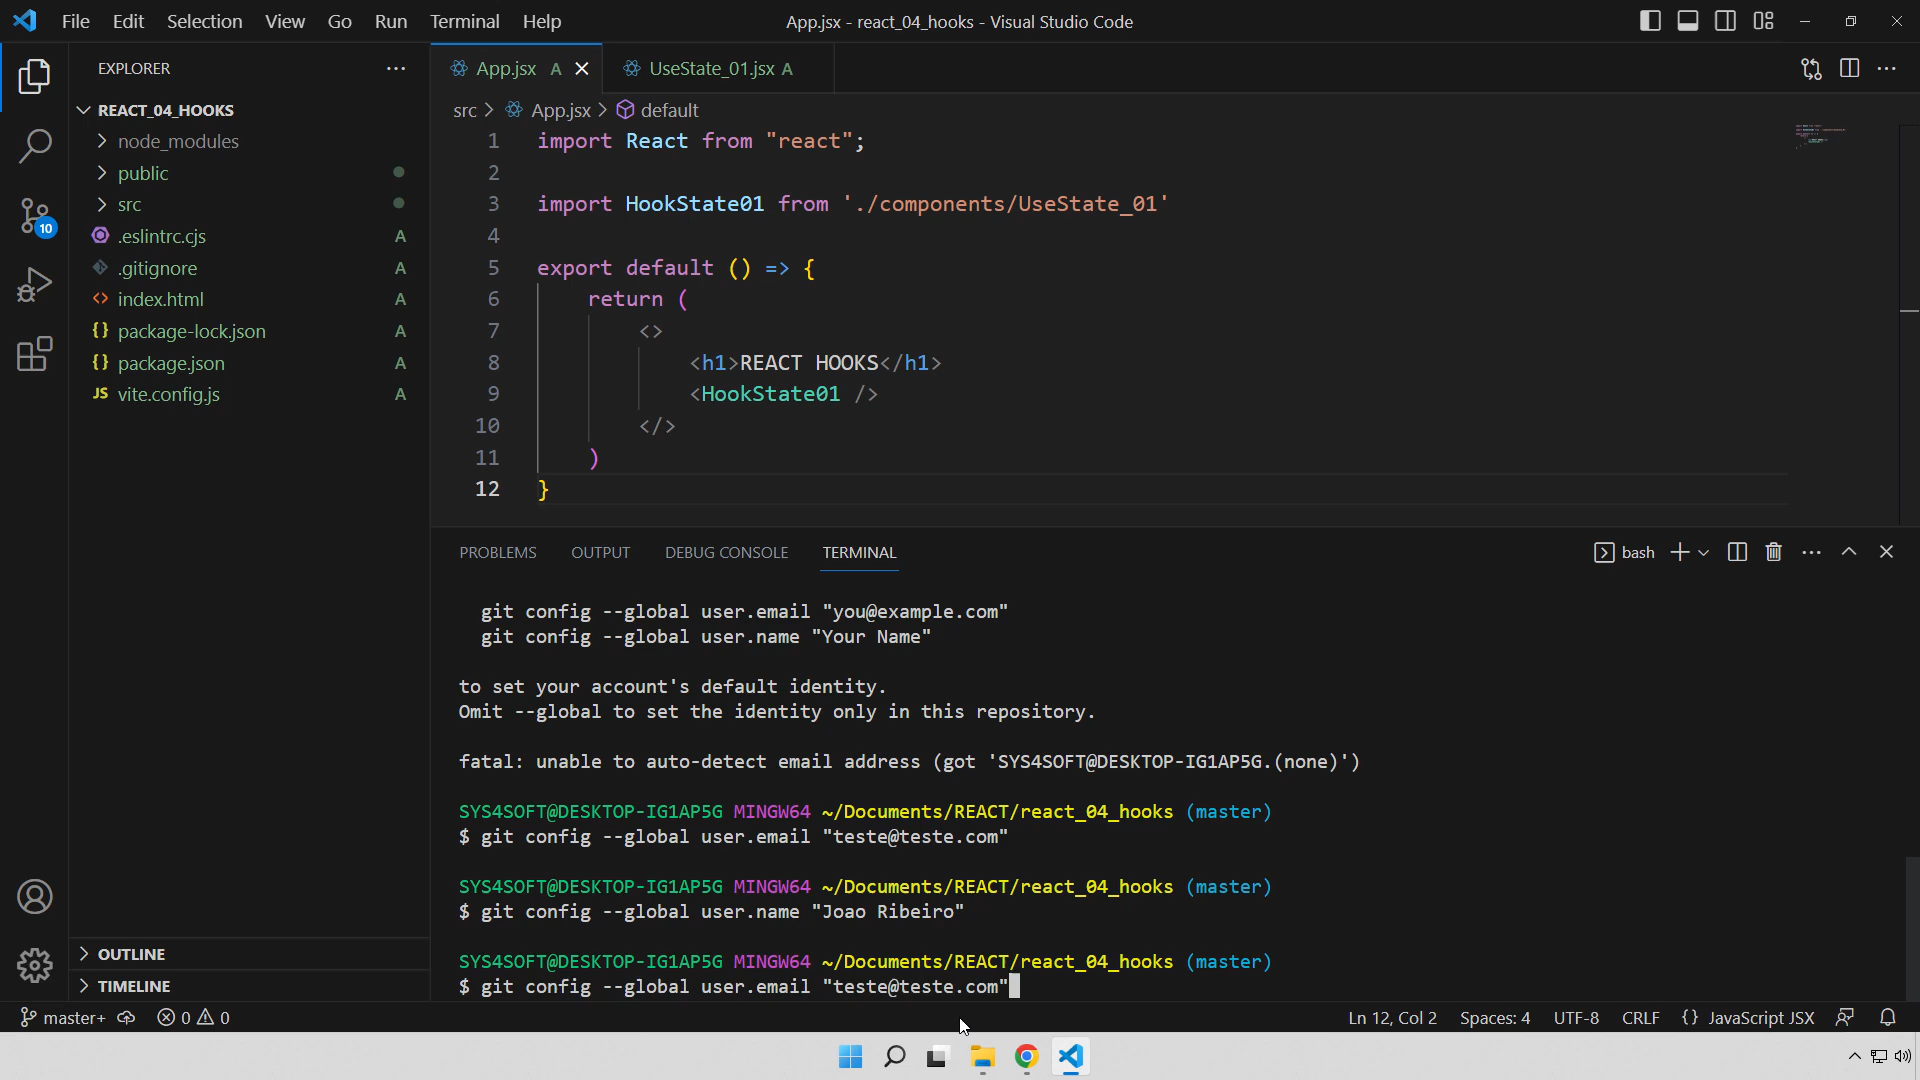 File Edit Selection View Go Run Terminal Help
App.jsx - react_04_hooks - Visual Studio Code
EXPLORER
REACT_04_HOOKS
node_modules
public
src
.eslintrc.cjs A
.gitignore A
index.html A
package-lock.json A
package.json A
JS vite.config.js A
10
OUTLINE
TIMELINE
App.jsx A
UseState_01.jsx A
src > App.jsx > default
1 import React from "react";
2
3 import HookState01 from './components/UseState_01'
4
5 export default () => {
6 return (
7 <>
8 <h1>REACT HOOKS</h1>
9 <HookState01 />
10 </>
11 )
12 }
PROBLEMS OUTPUT DEBUG CONSOLE TERMINAL
bash
git config --global user.email "you@example.com"
git config --global user.name "Your Name"
to set your account's default identity.
Omit --global to set the identity only in this repository.
fatal: unable to auto-detect email address (got 'SYS4SOFT@DESKTOP-IG1AP5G.(none)')
SYS4SOFT@DESKTOP-IG1AP5G MINGW64 ~/Documents/REACT/react_04_hooks (master)
$ git config --global user.email "teste@teste.com"
SYS4SOFT@DESKTOP-IG1AP5G MINGW64 ~/Documents/REACT/react_04_hooks (master)
$ git config --global user.name "Joao Ribeiro"
SYS4SOFT@DESKTOP-IG1AP5G MINGW64 ~/Documents/REACT/react_04_hooks (master)
$ git config --global user.email "teste@teste.com"
master+ 0 0
Ln 12, Col 2 Spaces: 4 UTF-8 CRLF {} JavaScript JSX